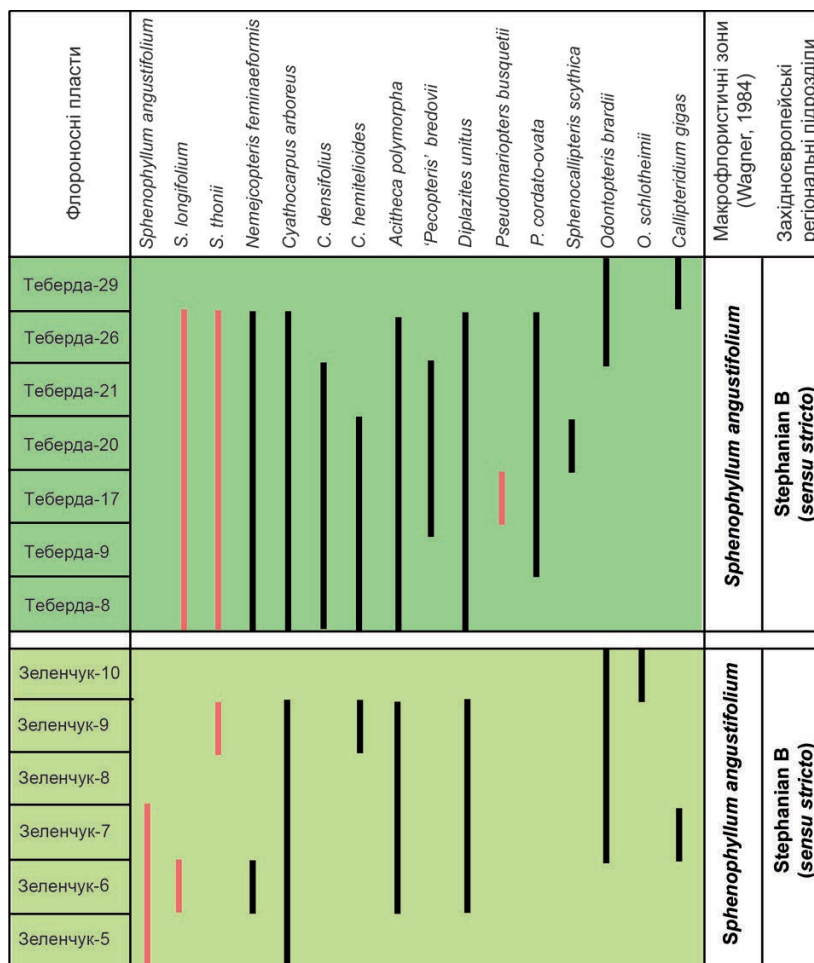 Флороносні пласти
Sphenophyllum angustifolium
S. longifolium
S. thonii
Nemejcopteris feminaeformis
Cyathocarpus arboreus
C. densifolius
C. hemitelioides
Acitheca polymorpha
'Pecopteris' bredovii
Diplazites unitus
Pseudomariopters busquetii
P. cordato-ovata
Sphenocallipteris scythica
Odontopteris brardii
O. schlotheimii
Callipteridium gigas
Макрофлористичні зони
(Wagner, 1984)
Західноєвропейські
регіональні підрозділи
Теберда-29
Теберда-26
Теберда-21
Теберда-20
Теберда-17
Теберда-9
Теберда-8
Sphenophyllum angustifolium
Stephanian B
(sensu stricto)
Зеленчук-10
Зеленчук-9
Зеленчук-8
Зеленчук-7
Зеленчук-6
Зеленчук-5
Sphenophyllum angustifolium
Stephanian B
(sensu stricto)